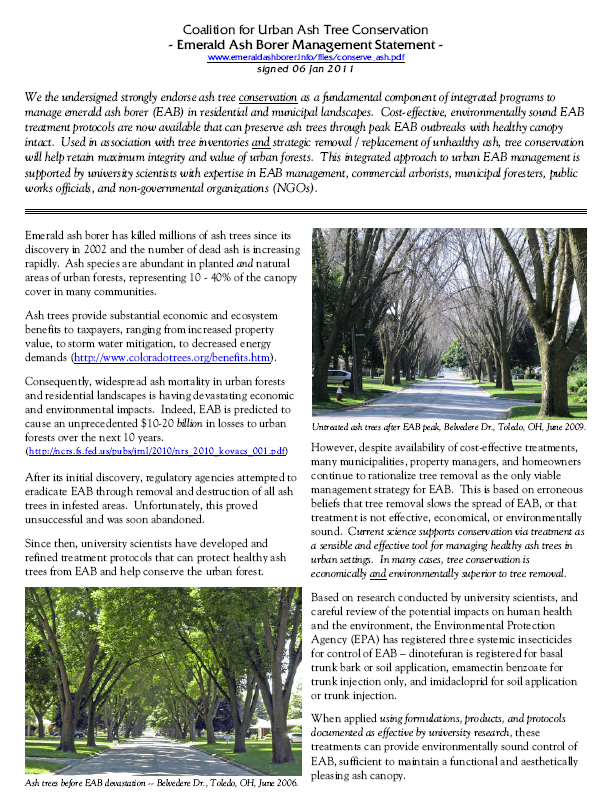 Coalition for Urban Ash Tree Conservation
- Emerald Ash Borer Management Statement -
www.emeraldashborer.info/files/conserve_ash.pdf
signed 06 Jan 2011
We the undersigned strongly endorse ash tree conservation as a fundamental component of integrated programs to
manage emerald ash borer (EAB) in residential and municipal landscapes. Cost-effective, environmentally sound EAB
treatment protocols are now available that can preserve ash trees through peak EAB outbreaks with healthy canopy
intact. Used in association with tree inventories and strategic removal / replacement of unhealthy ash, tree conservation
will help retain maximum integrity and value of urban forests. This integrated approach to urban EAB management is
supported by university scientists with expertise in EAB management, commercial arborists, municipal foresters, public
works officials, and non-governmental organizations (NGOs).
Emerald ash borer has killed millions of ash trees since its
discovery in 2002 and the number of dead ash is increasing
rapidly. Ash species are abundant in planted and natural
areas of urban forests, representing 10 - 40% of the canopy
cover in many communities.
Ash trees provide substantial economic and ecosystem
benefits to taxpayers, ranging from increased property
value, to storm water mitigation, to decreased energy
demands (http://www.coloradotrees.org/benefits.htm).
Consequently, widespread ash mortality in urban forests
and residential landscapes is having devastating economic
and environmental impacts. Indeed, EAB is predicted to
cause an unprecedented $10-20 billion in losses to urban
forests over the next 10 years.
(http://ncrs.fs.fed.us/pubs/jrnl/2010/nrs_2010_kovacs_001.pdf)
After its initial discovery, regulatory agencies attempted to
eradicate EAB through removal and destruction of all ash
trees in infested areas. Unfortunately, this proved
unsuccessful and was soon abandoned.
Since then, university scientists have developed and
refined treatment protocols that can protect healthy ash
trees from EAB and help conserve the urban forest.
Ash trees before EAB devastation ~ Belvedere Dr., Toledo, OH, June 2006.
Untreated ash trees after EAB peak, Belvedere Dr., Toledo, OH, June 2009.
However, despite availability of cost-effective treatments,
many municipalities, property managers, and homeowners
continue to rationalize tree removal as the only viable
management strategy for EAB. This is based on erroneous
beliefs that tree removal slows the spread of EAB, or that
treatment is not effective, economical, or environmentally
sound. Current science supports conservation via treatment as
a sensible and effective tool for managing healthy ash trees in
urban settings. In many cases, tree conservation is
economically and environmentally superior to tree removal.
Based on research conducted by university scientists, and
careful review of the potential impacts on human health
and the environment, the Environmental Protection
Agency (EPA) has registered three systemic insecticides
for control of EAB – dinotefuran is registered for basal
trunk bark or soil application, emamectin benzoate for
trunk injection only, and imidacloprid for soil application
or trunk injection.
When applied using formulations, products, and protocols
documented as effective by university research, these
treatments can provide environmentally sound control of
EAB, sufficient to maintain a functional and aesthetically
pleasing ash canopy.